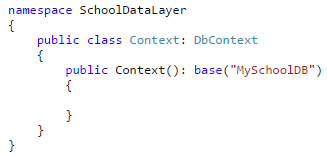 namespace SchoolDataLayer
{
    public class Context: DbContext
    {
        public Context(): base("MySchoolDB")
        {
        }
    }
}